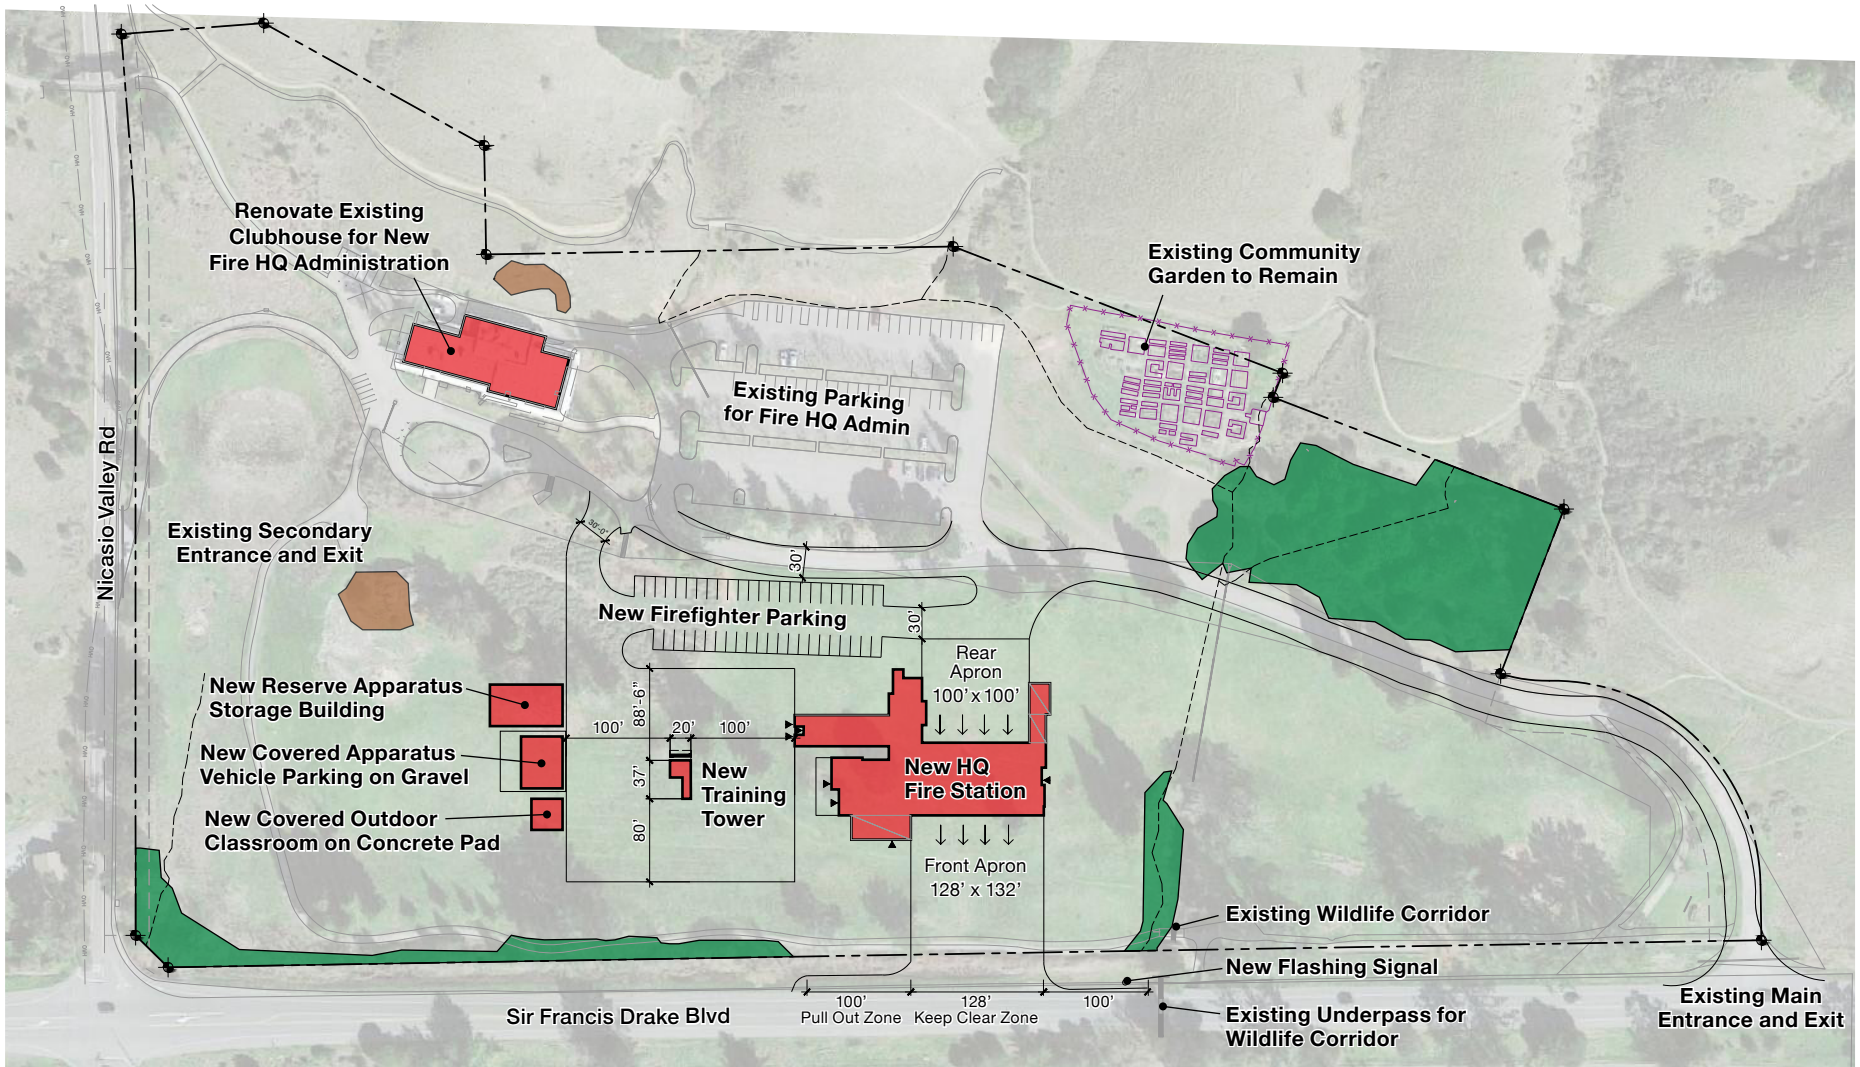 Renovate Existing
Clubhouse for New
Fire HQ Administration
Existing Community
Garden to Remain
Existing Parking
for Fire HQ Admin
Nicasio Valley Rd
Existing Secondary
Entrance and Exit
30'-0"
30'
New Firefighter Parking
30'
Rear
Apron
100' x 100'
New Reserve Apparatus
Storage Building
88'-6"
100'
20'
100'
New Covered Apparatus
Vehicle Parking on Gravel
37'
New
Training
Tower
New HQ
Fire Station
New Covered Outdoor
Classroom on Concrete Pad
80'
Front Apron
128' x 132'
Existing Wildlife Corridor
New Flashing Signal
100'
128'
100'
Pull Out Zone
Keep Clear Zone
Sir Francis Drake Blvd
Existing Underpass for
Wildlife Corridor
Existing Main
Entrance and Exit